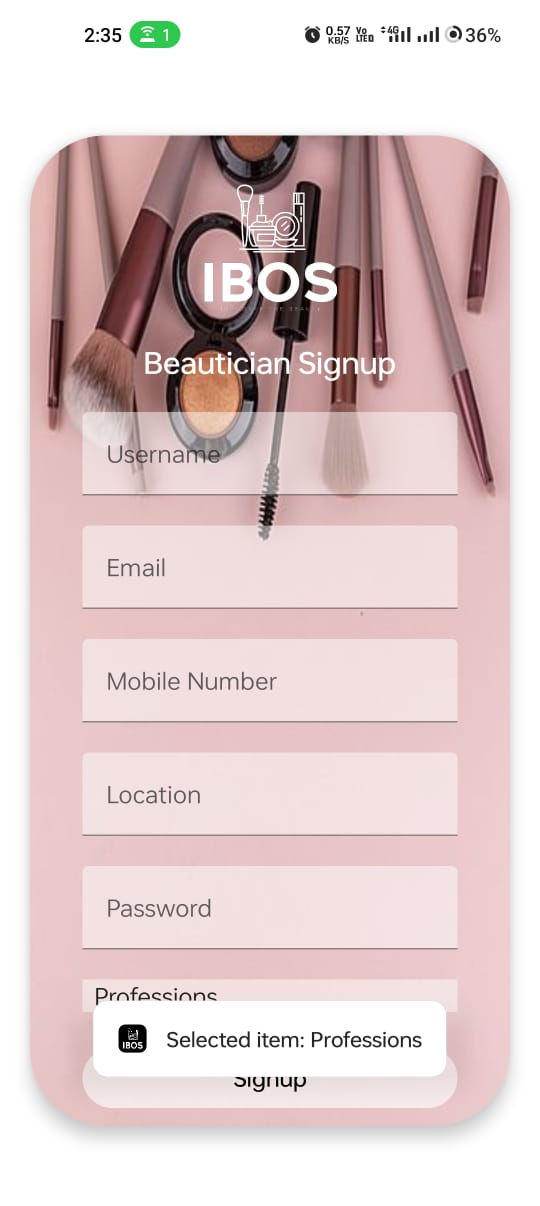 2:35
1
0.57
KB/S
Vo
LTE
4G
36%
IBOS
Beautician Signup
Username
Email
Mobile Number
Location
Password
Professions
IBOS
Selected item: Professions
Signup